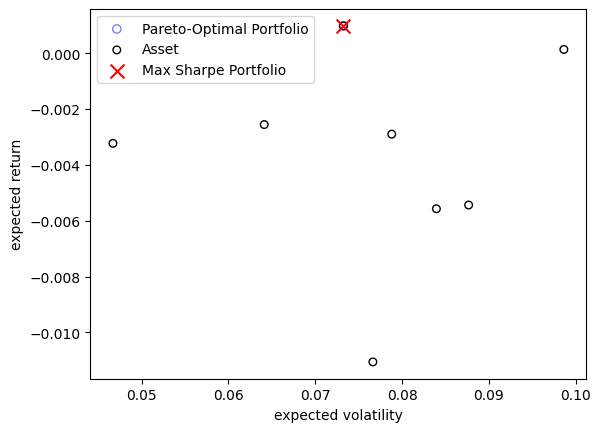 Pareto-Optimal Portfolio
Asset
Max Sharpe Portfolio
0.000
−0.002
−0.004
−0.006
−0.008
−0.010
expected return
0.05 0.06 0.07 0.08 0.09 0.10
expected volatility